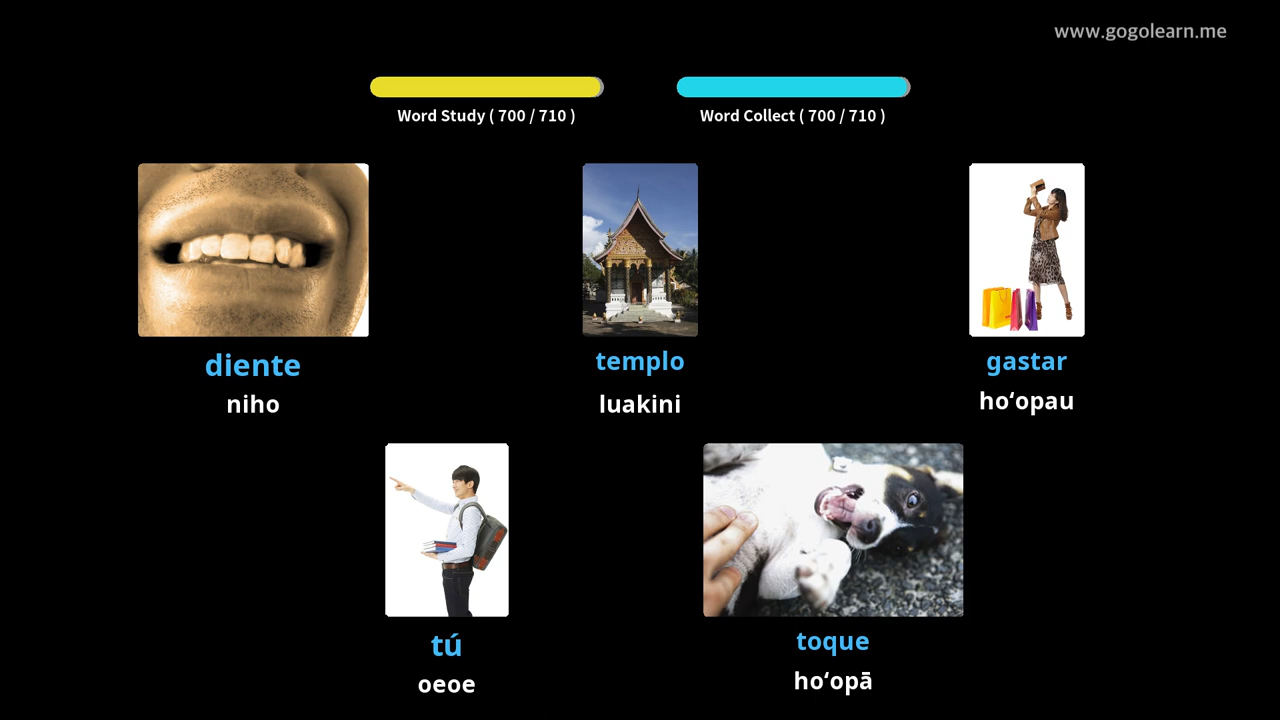 www.gogolearn.me
Word Study ( 700 / 710 )
Word Collect ( 700 / 710 )
diente
niho
templo
luakini
gastar
hoʻopau
tú
oeoe
toque
hoʻopā